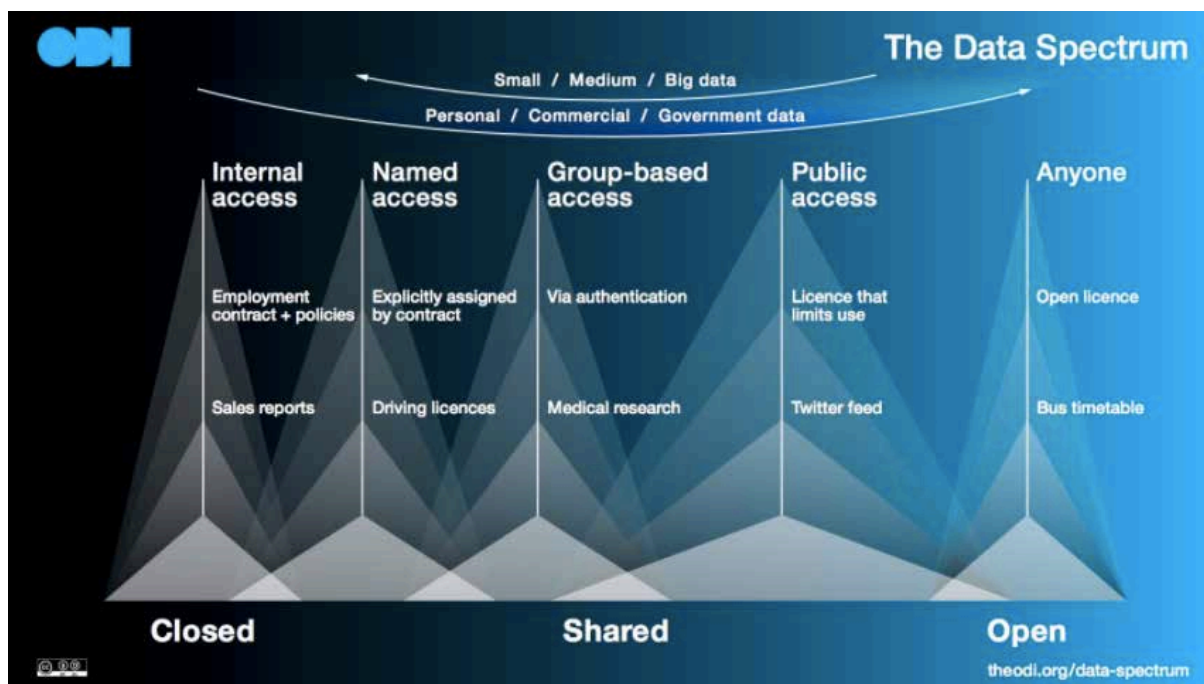 ODI
The Data Spectrum
Small / Medium / Big data
Personal / Commercial / Government data
Internal
access
Named
access
Group-based
access
Public
access
Anyone
Employment
contract + policies
Explicitly assigned
by contract
Via authentication
Licence that
limits use
Open licence
Sales reports
Driving licences
Medical research
Twitter feed
Bus timetable
Closed
Shared
Open
theodi.org/data-spectrum